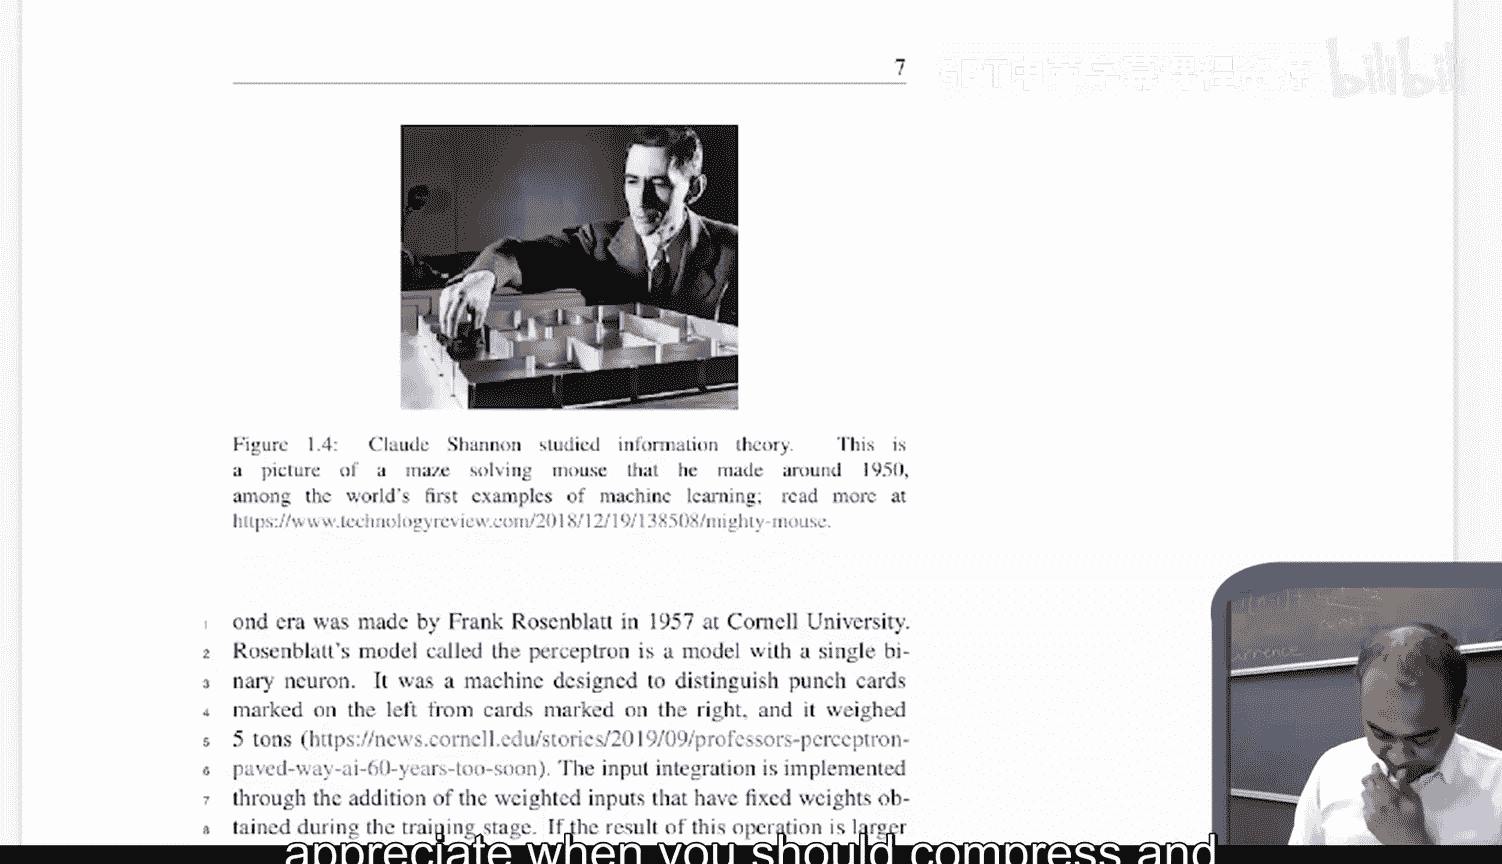 7
Figure 1.4: Claude Shannon studied information theory. This is
a picture of a maze solving mouse that he made around 1950,
among the world's first examples of machine learning; read more at
https://www.technologyreview.com/2018/12/19/138508/mighty-mouse.
1 ond era was made by Frank Rosenblatt in 1957 at Cornell University.
2 Rosenblatt's model called the perceptron is a model with a single bi-
3 nary neuron. It was a machine designed to distinguish punch cards
4 marked on the left from cards marked on the right, and it weighed
5 5 tons (https://news.cornell.edu/stories/2019/09/professors-perceptron-
6 paved-way-ai-60-years-too-soon). The input integration is implemented
7 through the addition of the weighted inputs that have fixed weights ob-
8 tained during the training stage. If the result of this operation is larger
appreciate when you should compress and
bilibili